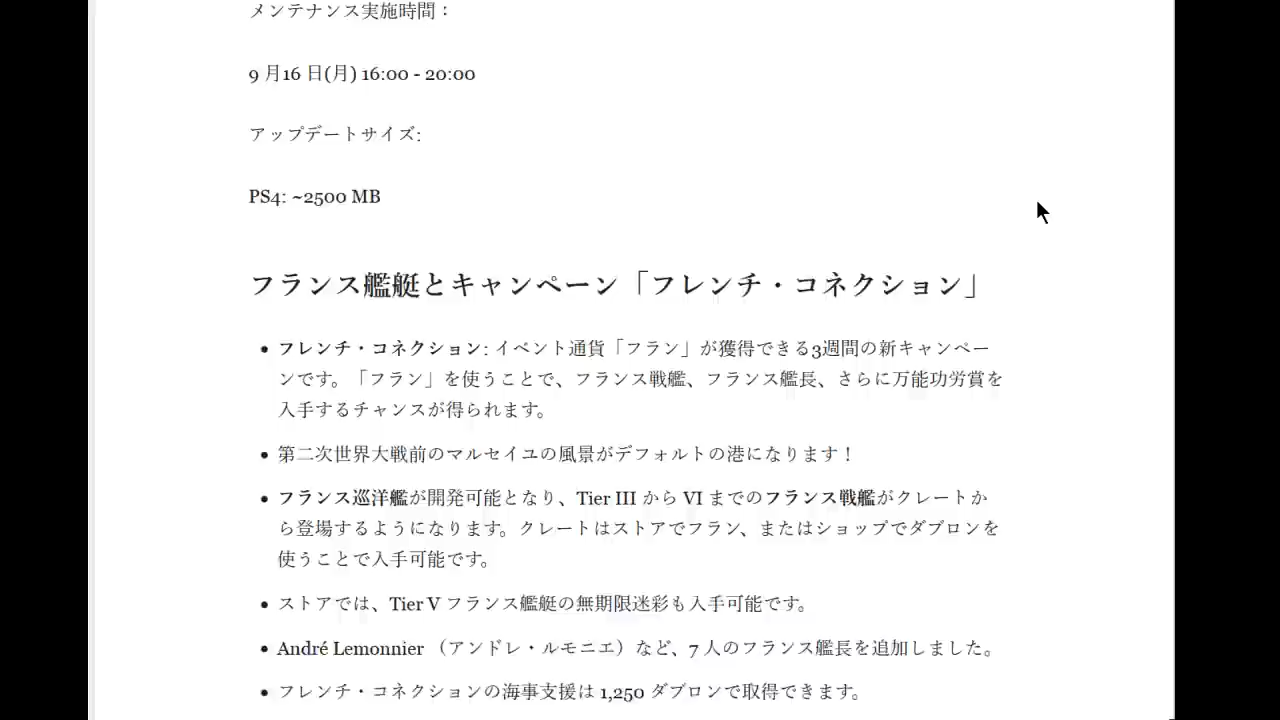 メンテナンス実施時間：
9 月16 日(月) 16:00 - 20:00
アップデートサイズ:
PS4: ~2500 MB
フランス艦艇とキャンペーン「フレンチ・コネクション」
• フレンチ・コネクション: イベント通貨「フラン」が獲得できる3週間の新キャンペー
ンです。「フラン」を使うことで、フランス戦艦、フランス艦長、さらに万能功労賞を
入手するチャンスが得られます。
• 第二次世界大戦前のマルセイユの風景がデフォルトの港になります！
• フランス巡洋艦が開発可能となり、Tier III から VI までのフランス戦艦がクレートか
ら登場するようになります。クレートはストアでフラン、またはショップでダブロンを
使うことで入手可能です。
• ストアでは、Tier V フランス艦艇の無期限迷彩も入手可能です。
• André Lemonnier （アンドレ・ルモニエ）など、7 人のフランス艦長を追加しました。
• フレンチ・コネクションの海事支援は 1,250 ダブロンで取得できます。